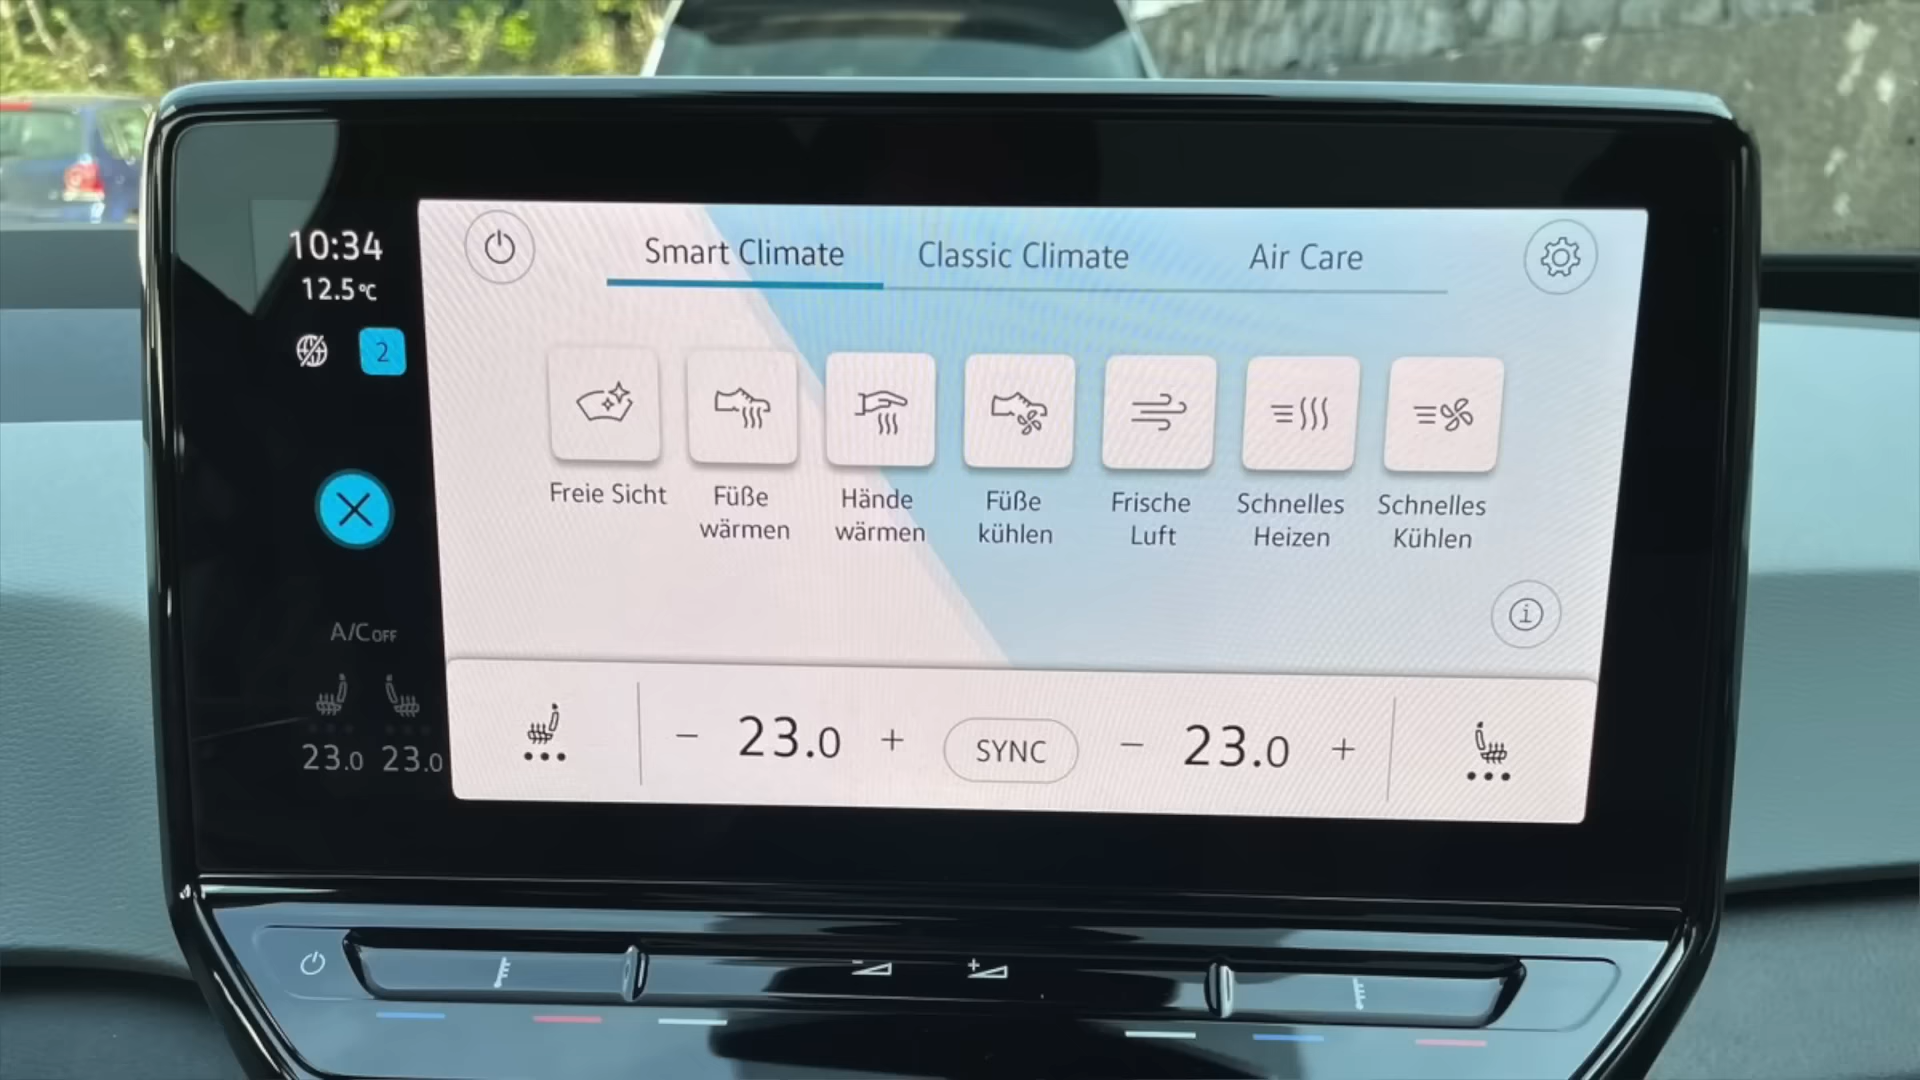 10:34
12.5°C
2
Smart Climate
Classic Climate
Air Care
Freie Sicht
Füße
wärmen
Hände
wärmen
Füße
kühlen
Frische
Luft
Schnelles
Heizen
Schnelles
Kühlen
i
A/C OFF
23.0 23.0
− 23.0 +
SYNC
− 23.0 +